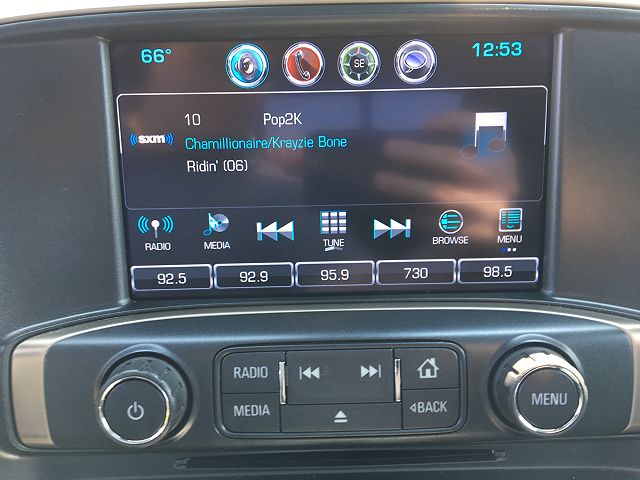 66° SE 12:53
10 Pop2K
((sxm))
Chamillionaire/Krayzie Bone
Ridin' (06)
RADIO MEDIA TUNE BROWSE MENU
92.5 92.9 95.9 730 98.5
RADIO MENU
MEDIA BACK